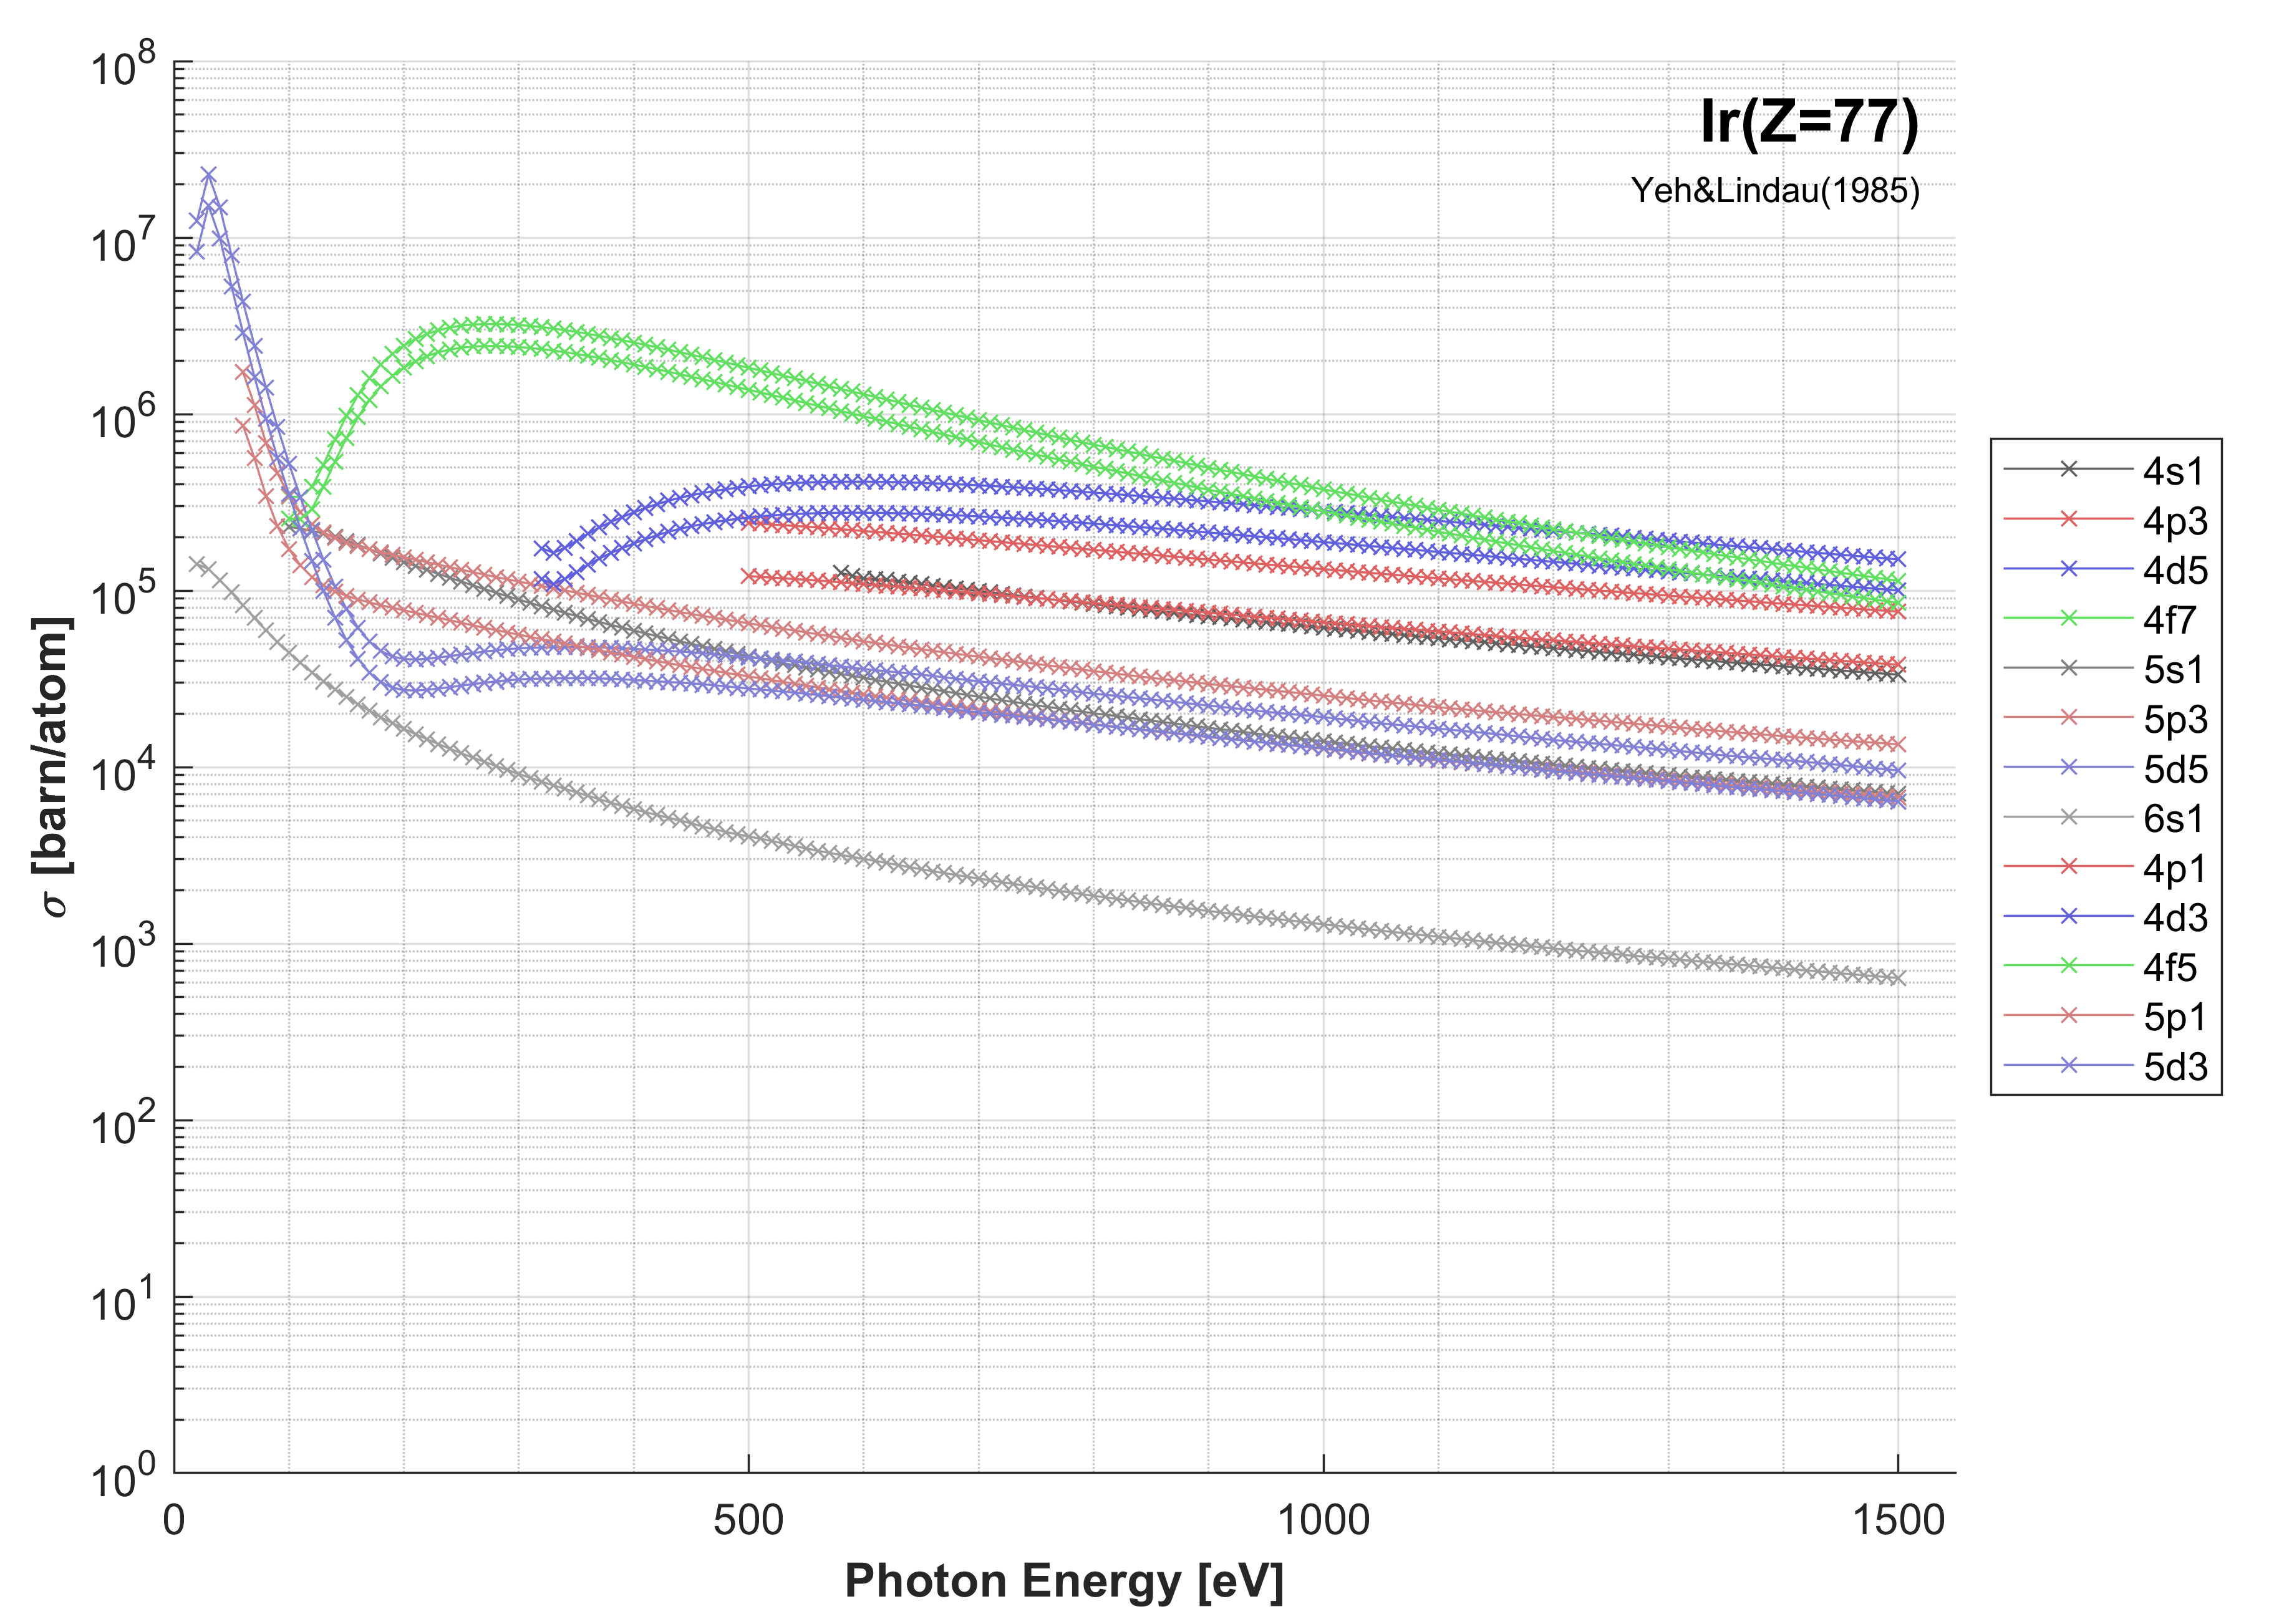 Ir(Z=77)
Yeh&Lindau(1985)
10^8
10^7
10^6
10^5
10^4
10^3
10^2
10^1
10^0
σ [barn/atom]
0 500 1000 1500
Photon Energy [eV]
4s1
4p3
4d5
4f7
5s1
5p3
5d5
6s1
4p1
4d3
4f5
5p1
5d3